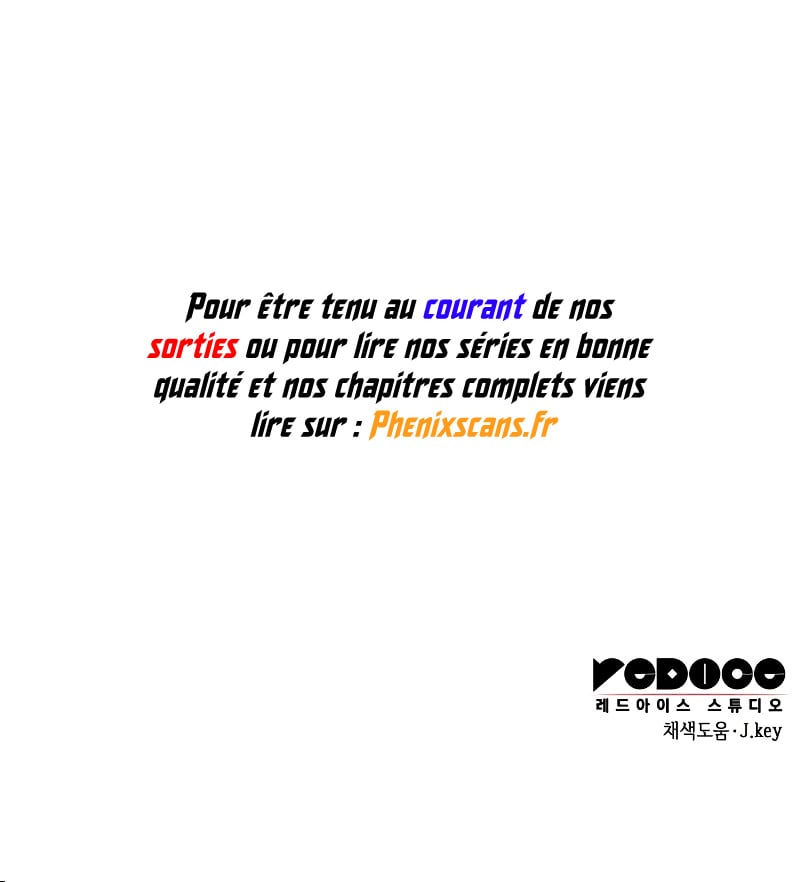 Pour être tenu au courant de nos
sorties ou pour lire nos séries en bonne
qualité et nos chapitres complets viens
lire sur : Phenixscans.fr
REDICE
레드아이스 스튜디오
채색도움·J.key